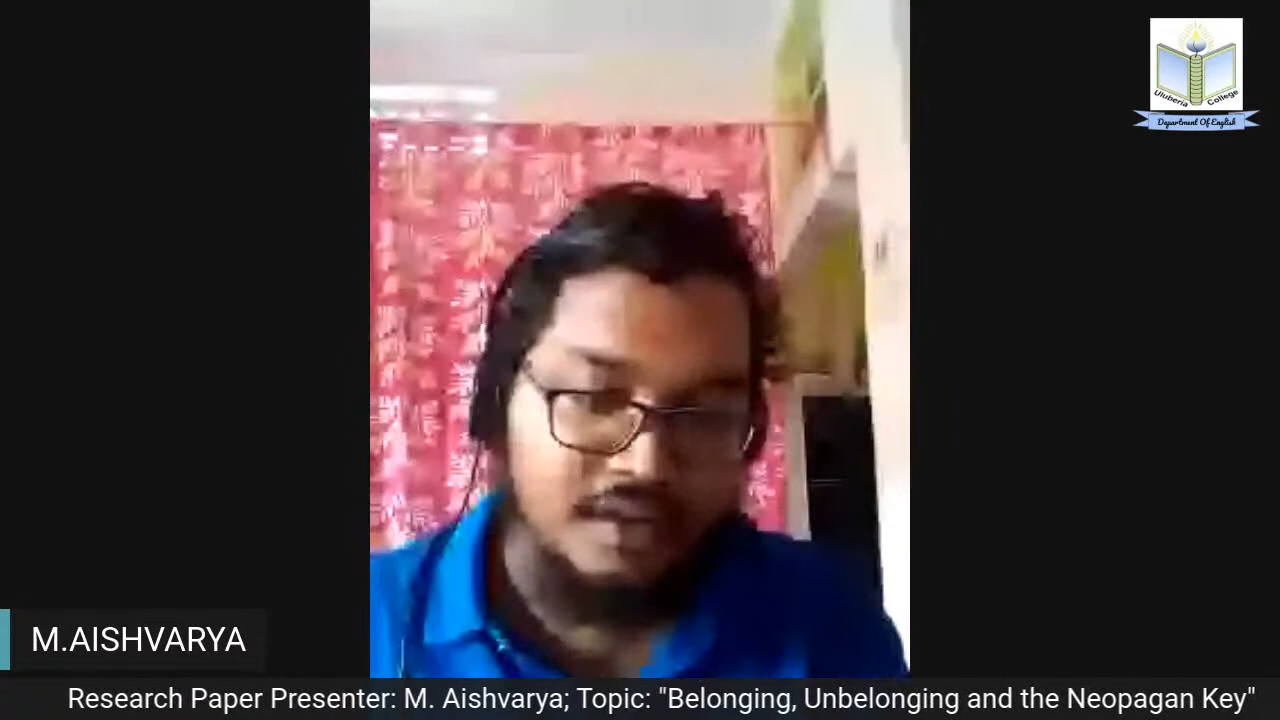 Uluberia College
Department Of English
M.AISHVARYA
Research Paper Presenter: M. Aishvarya; Topic: "Belonging, Unbelonging and the Neopagan Key"